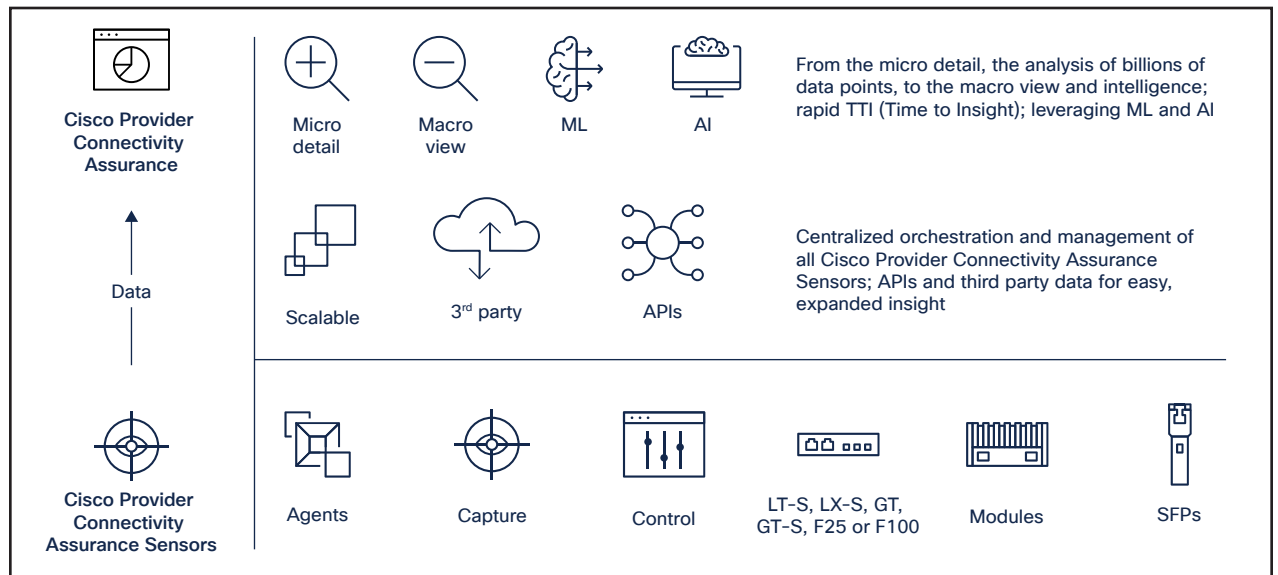 Cisco Provider
Connectivity
Assurance
Data
Cisco Provider
Connectivity
Assurance Sensors
Micro
detail
Macro
view
ML
AI
From the micro detail, the analysis of billions of
data points, to the macro view and intelligence;
rapid TTI (Time to Insight); leveraging ML and AI
Scalable
3rd party
APIs
Centralized orchestration and management of
all Cisco Provider Connectivity Assurance
Sensors; APIs and third party data for easy,
expanded insight
Agents
Capture
Control
LT-S, LX-S, GT,
GT-S, F25 or F100
Modules
SFPs